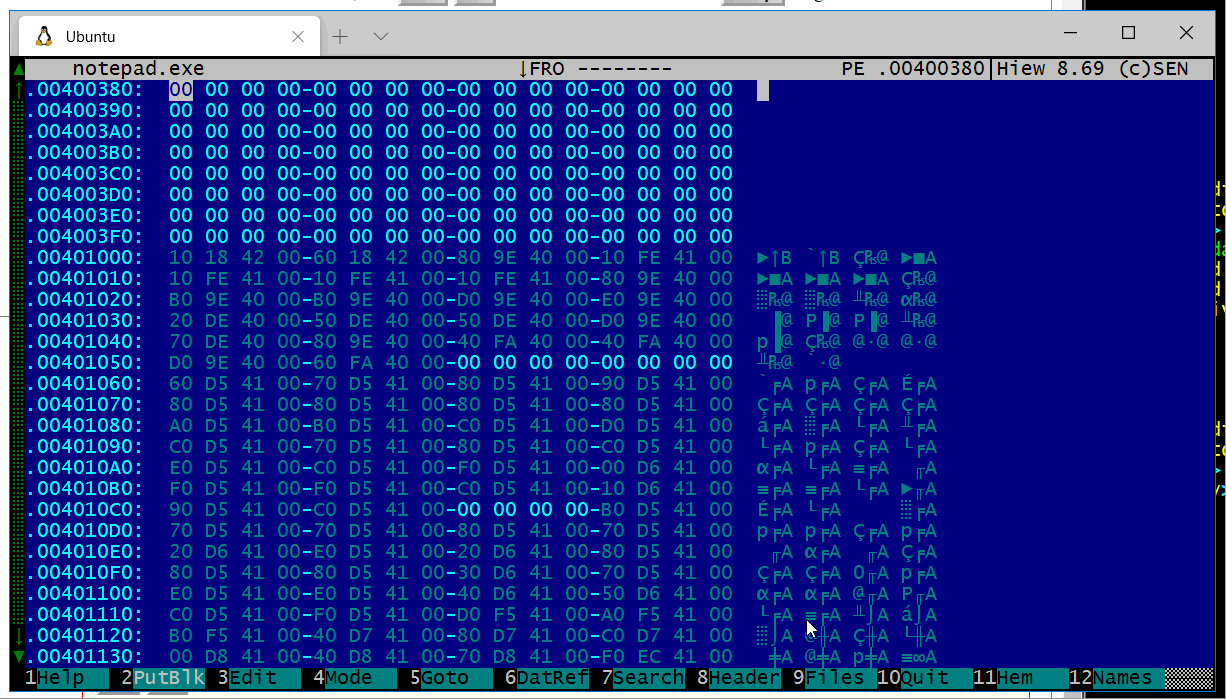 Ubuntu
notepad.exe ↓FRO -------- PE .00400380|Hiew 8.69 (c)SEN
.00400380: 00 00 00 00-00 00 00 00-00 00 00 00-00 00 00 00
.00400390: 00 00 00 00-00 00 00 00-00 00 00 00-00 00 00 00
.004003A0: 00 00 00 00-00 00 00 00-00 00 00 00-00 00 00 00
.004003B0: 00 00 00 00-00 00 00 00-00 00 00 00-00 00 00 00
.004003C0: 00 00 00 00-00 00 00 00-00 00 00 00-00 00 00 00
.004003D0: 00 00 00 00-00 00 00 00-00 00 00 00-00 00 00 00
.004003E0: 00 00 00 00-00 00 00 00-00 00 00 00-00 00 00 00
.004003F0: 00 00 00 00-00 00 00 00-00 00 00 00-00 00 00 00
.00401000: 10 18 42 00-60 18 42 00-80 9E 40 00-10 FE 41 00 ►↑B `↑B Ç₧@ ►■A
.00401010: 10 FE 41 00-10 FE 41 00-10 FE 41 00-80 9E 40 00 ►■A ►■A ►■A Ç₧@
.00401020: B0 9E 40 00-B0 9E 40 00-D0 9E 40 00-E0 9E 40 00 ░₧@ ░₧@ ╨₧@ α₧@
.00401030: 20 DE 40 00-50 DE 40 00-50 DE 40 00-D0 9E 40 00 ▐@ P▐@ P▐@ ╨₧@
.00401040: 70 DE 40 00-80 9E 40 00-40 FA 40 00-40 FA 40 00 p▐@ Ç₧@ @·@ @·@
.00401050: D0 9E 40 00-60 FA 40 00-00 00 00 00-00 00 00 00 ╨₧@ `·@
.00401060: 60 D5 41 00-70 D5 41 00-80 D5 41 00-90 D5 41 00 `╒A p╒A Ç╒A É╒A
.00401070: 80 D5 41 00-80 D5 41 00-80 D5 41 00-80 D5 41 00 Ç╒A Ç╒A Ç╒A Ç╒A
.00401080: A0 D5 41 00-B0 D5 41 00-C0 D5 41 00-D0 D5 41 00 á╒A ░╒A └╒A ╨╒A
.00401090: C0 D5 41 00-70 D5 41 00-80 D5 41 00-C0 D5 41 00 └╒A p╒A Ç╒A └╒A
.004010A0: E0 D5 41 00-C0 D5 41 00-F0 D5 41 00-00 D6 41 00 α╒A └╒A ≡╒A ╓A
.004010B0: F0 D5 41 00-F0 D5 41 00-C0 D5 41 00-10 D6 41 00 ≡╒A ≡╒A └╒A ►╓A
.004010C0: 90 D5 41 00-C0 D5 41 00-00 00 00 00-B0 D5 41 00 É╒A └╒A ░╒A
.004010D0: 70 D5 41 00-70 D5 41 00-80 D5 41 00-70 D5 41 00 p╒A p╒A Ç╒A p╒A
.004010E0: 20 D6 41 00-E0 D5 41 00-20 D6 41 00-80 D5 41 00 ╓A α╒A ╓A Ç╒A
.004010F0: 80 D5 41 00-80 D5 41 00-30 D6 41 00-70 D5 41 00 Ç╒A Ç╒A 0╓A p╒A
.00401100: E0 D5 41 00-E0 D5 41 00-40 D6 41 00-50 D6 41 00 α╒A α╒A @╓A P╓A
.00401110: C0 D5 41 00-F0 D5 41 00-D0 F5 41 00-A0 F5 41 00 └╒A ≡╒A ╨⌡A á⌡A
.00401120: B0 F5 41 00-40 D7 41 00-80 D7 41 00-C0 D7 41 00 ░⌡A @╫A Ç╫A └╫A
.00401130: 00 D8 41 00-40 D8 41 00-70 D8 41 00-F0 EC 41 00 ╪A @╪A p╪A ≡∞A
1Help 2PutBlk 3Edit 4Mode 5Goto 6DatRef 7Search 8Header 9Files 10Quit 11Hem 12Names